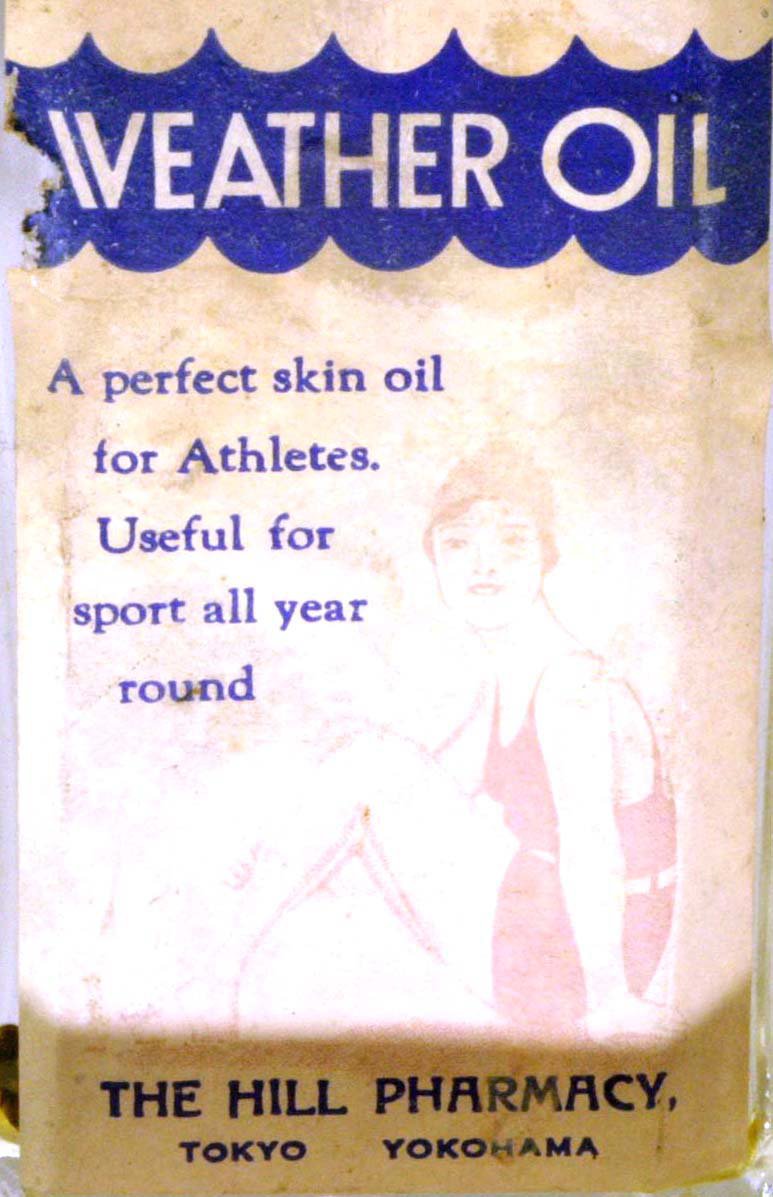 WEATHER OIL
A perfect skin oil
for Athletes.
Useful for
sport all year
round
THE HILL PHARMACY,
TOKYO YOKOHAMA